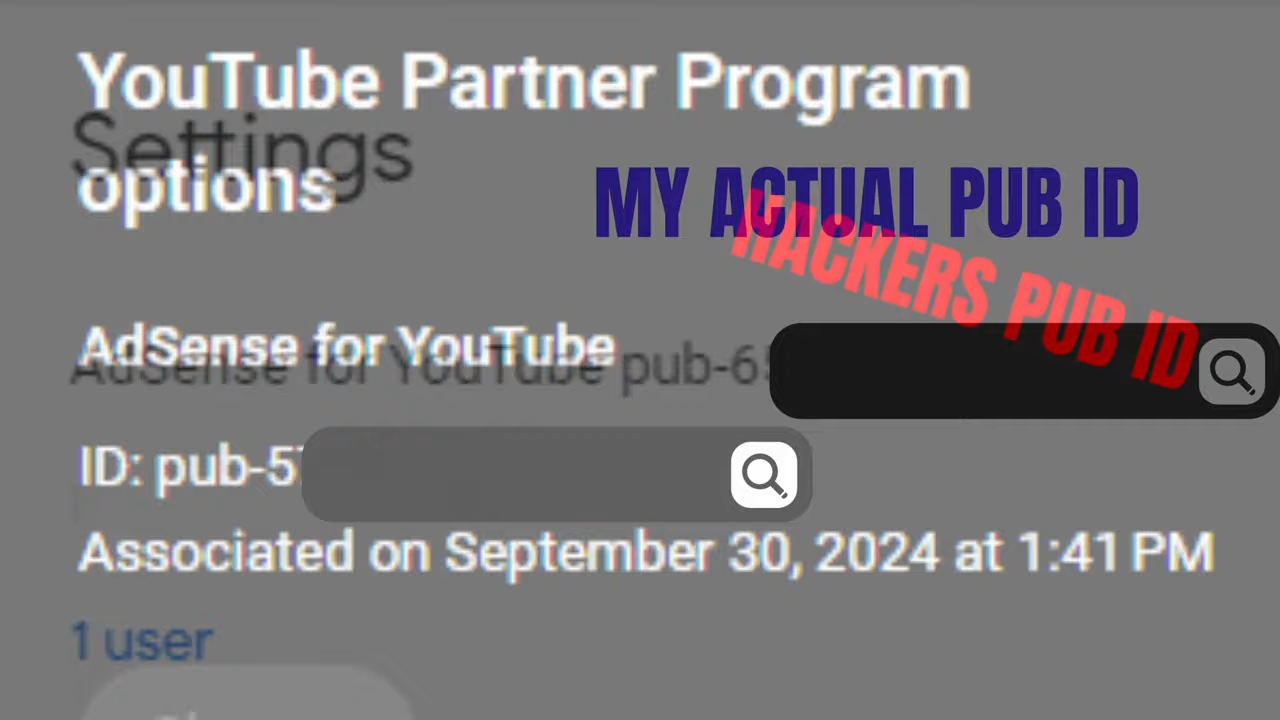 YouTube Partner Program
Settings
options
MY ACTUAL PUB ID
HACKERS PUB ID
AdSense for YouTube
AdSense for YouTube pub-65
ID: pub-57
Associated on September 30, 2024 at 1:41 PM
1 user